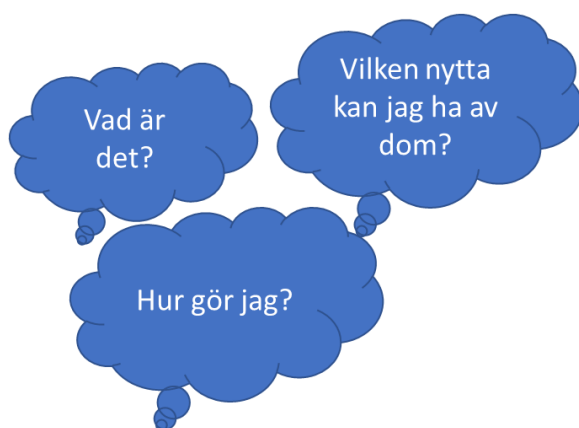 Vad är
det?
Vilken nytta
kan jag ha av
dom?
Hur gör jag?